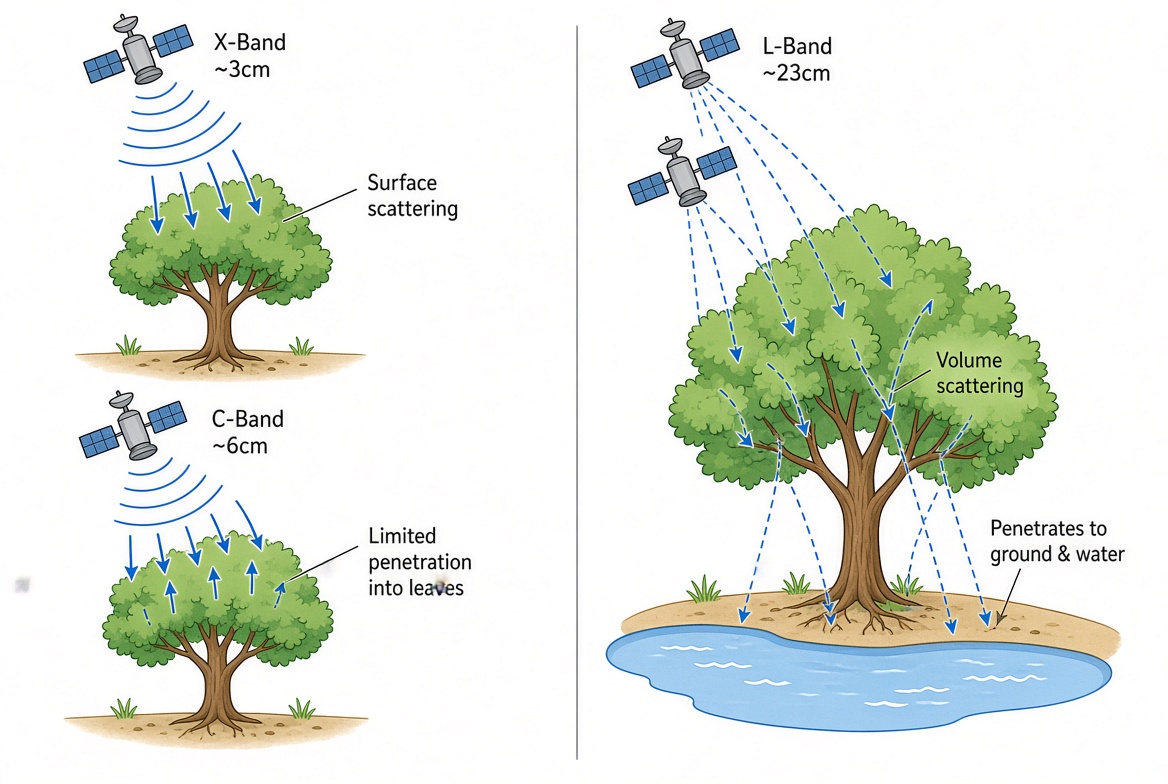 X-Band
~3cm
Surface
scattering
C-Band
~6cm
Limited
penetration
into leaves
L-Band
~23cm
Volume
scattering
Penetrates to
ground & water